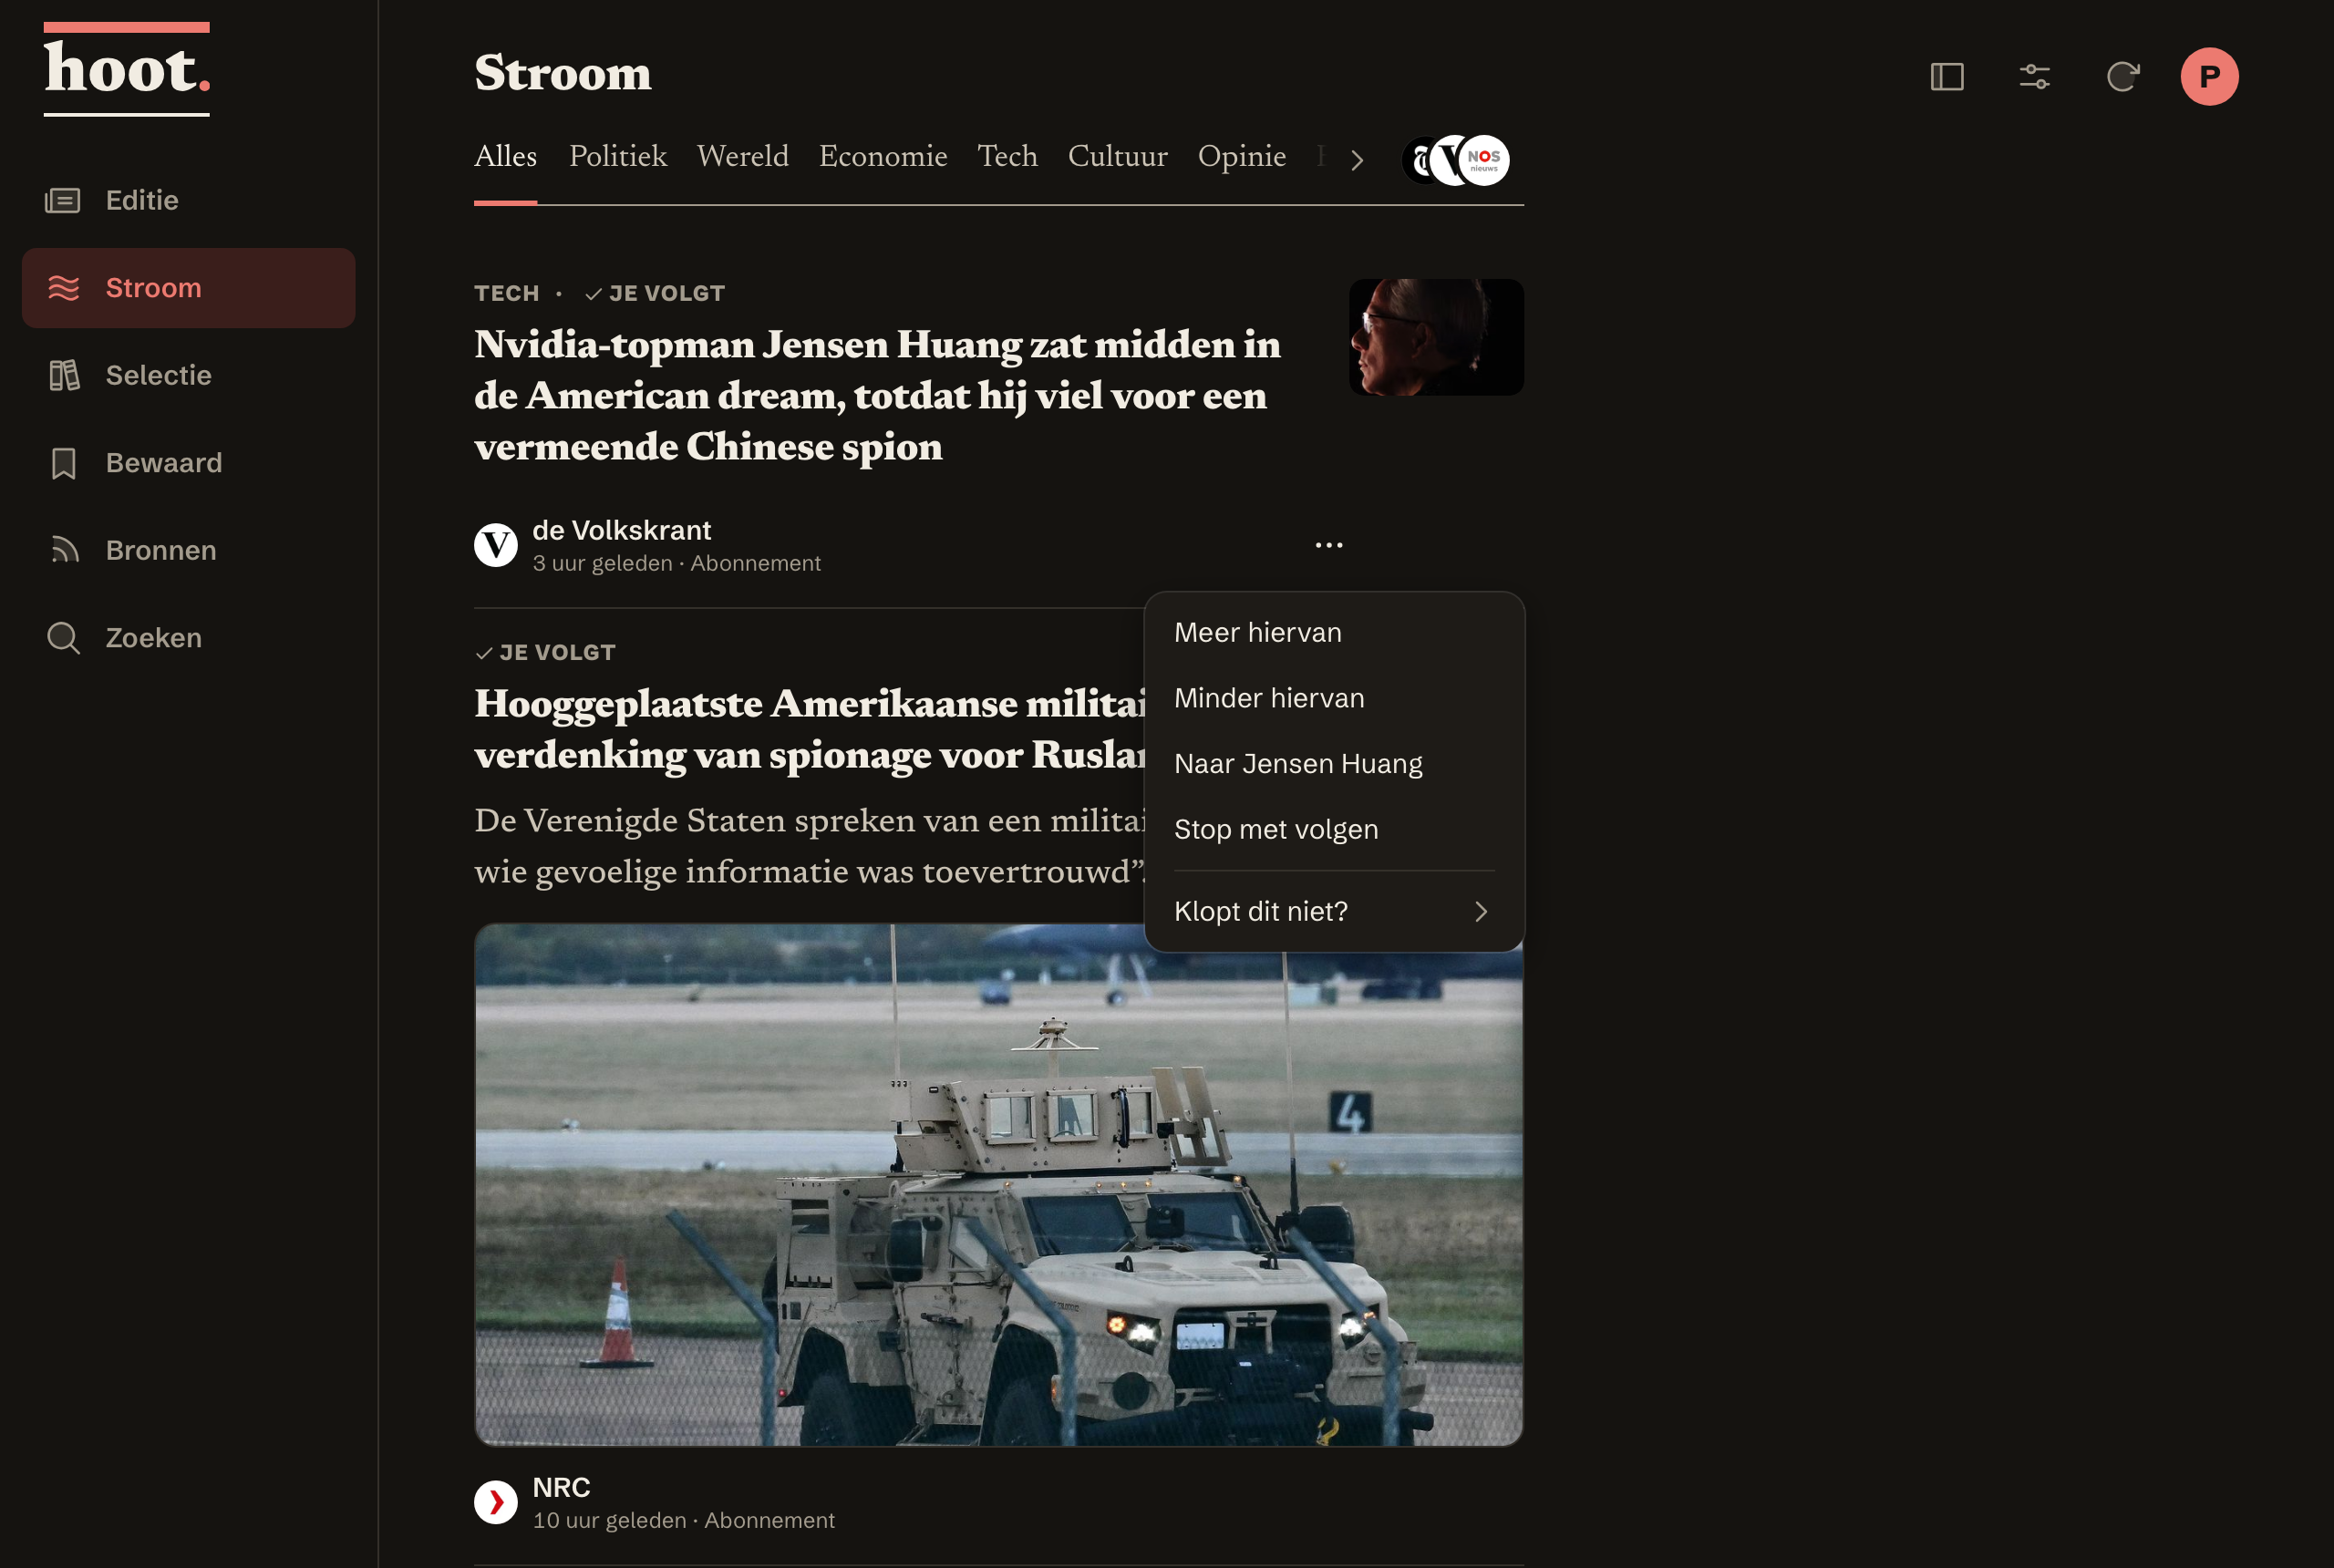 hoot.
Editie
Stroom
Selectie
Bewaard
Bronnen
Zoeken
Stroom
P
Alles Politiek Wereld Economie Tech Cultuur Opinie
V NOS
nieuws
TECH · JE VOLGT
Nvidia-topman Jensen Huang zat midden in
de American dream, totdat hij viel voor een
vermeende Chinese spion
V de Volkskrant
3 uur geleden · Abonnement
JE VOLGT
Hooggeplaatste Amerikaanse
verdenking van spionage voor
De Verenigde Staten spreken van een
wie gevoelige informatie was toevertrouwd”.
Meer hiervan
Minder hiervan
Naar Jensen Huang
Stop met volgen
Klopt dit niet?
4
NRC
10 uur geleden · Abonnement